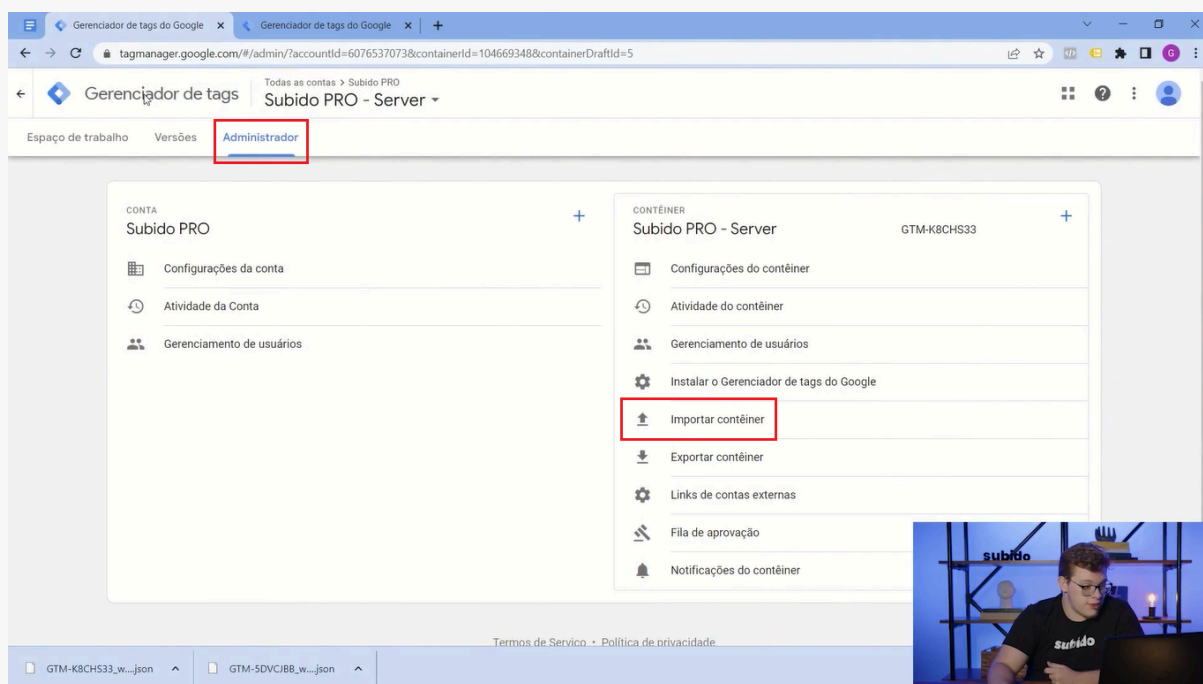 Gerenciador de tags do Google
Gerenciador de tags do Google
tagmanager.google.com/#/admin/?accountId=6076537073&containerId=104669348&containerDraftId=5
G
Gerenciador de tags
Todas as contas > Subido PRO
Subido PRO - Server
Espaço de trabalho
Versões
Administrador
CONTA
Subido PRO
Configurações da conta
Atividade da Conta
Gerenciamento de usuários
CONTÊINER
Subido PRO - Server
GTM-K8CHS33
Configurações do contêiner
Atividade do contêiner
Gerenciamento de usuários
Instalar o Gerenciador de tags do Google
Importar contêiner
Exportar contêiner
Links de contas externas
Fila de aprovação
Notificações do contêiner
Termos de Serviço • Política de privacidade
GTM-K8CHS33_w....json
GTM-5DVCJBB_w....json
subido
subido